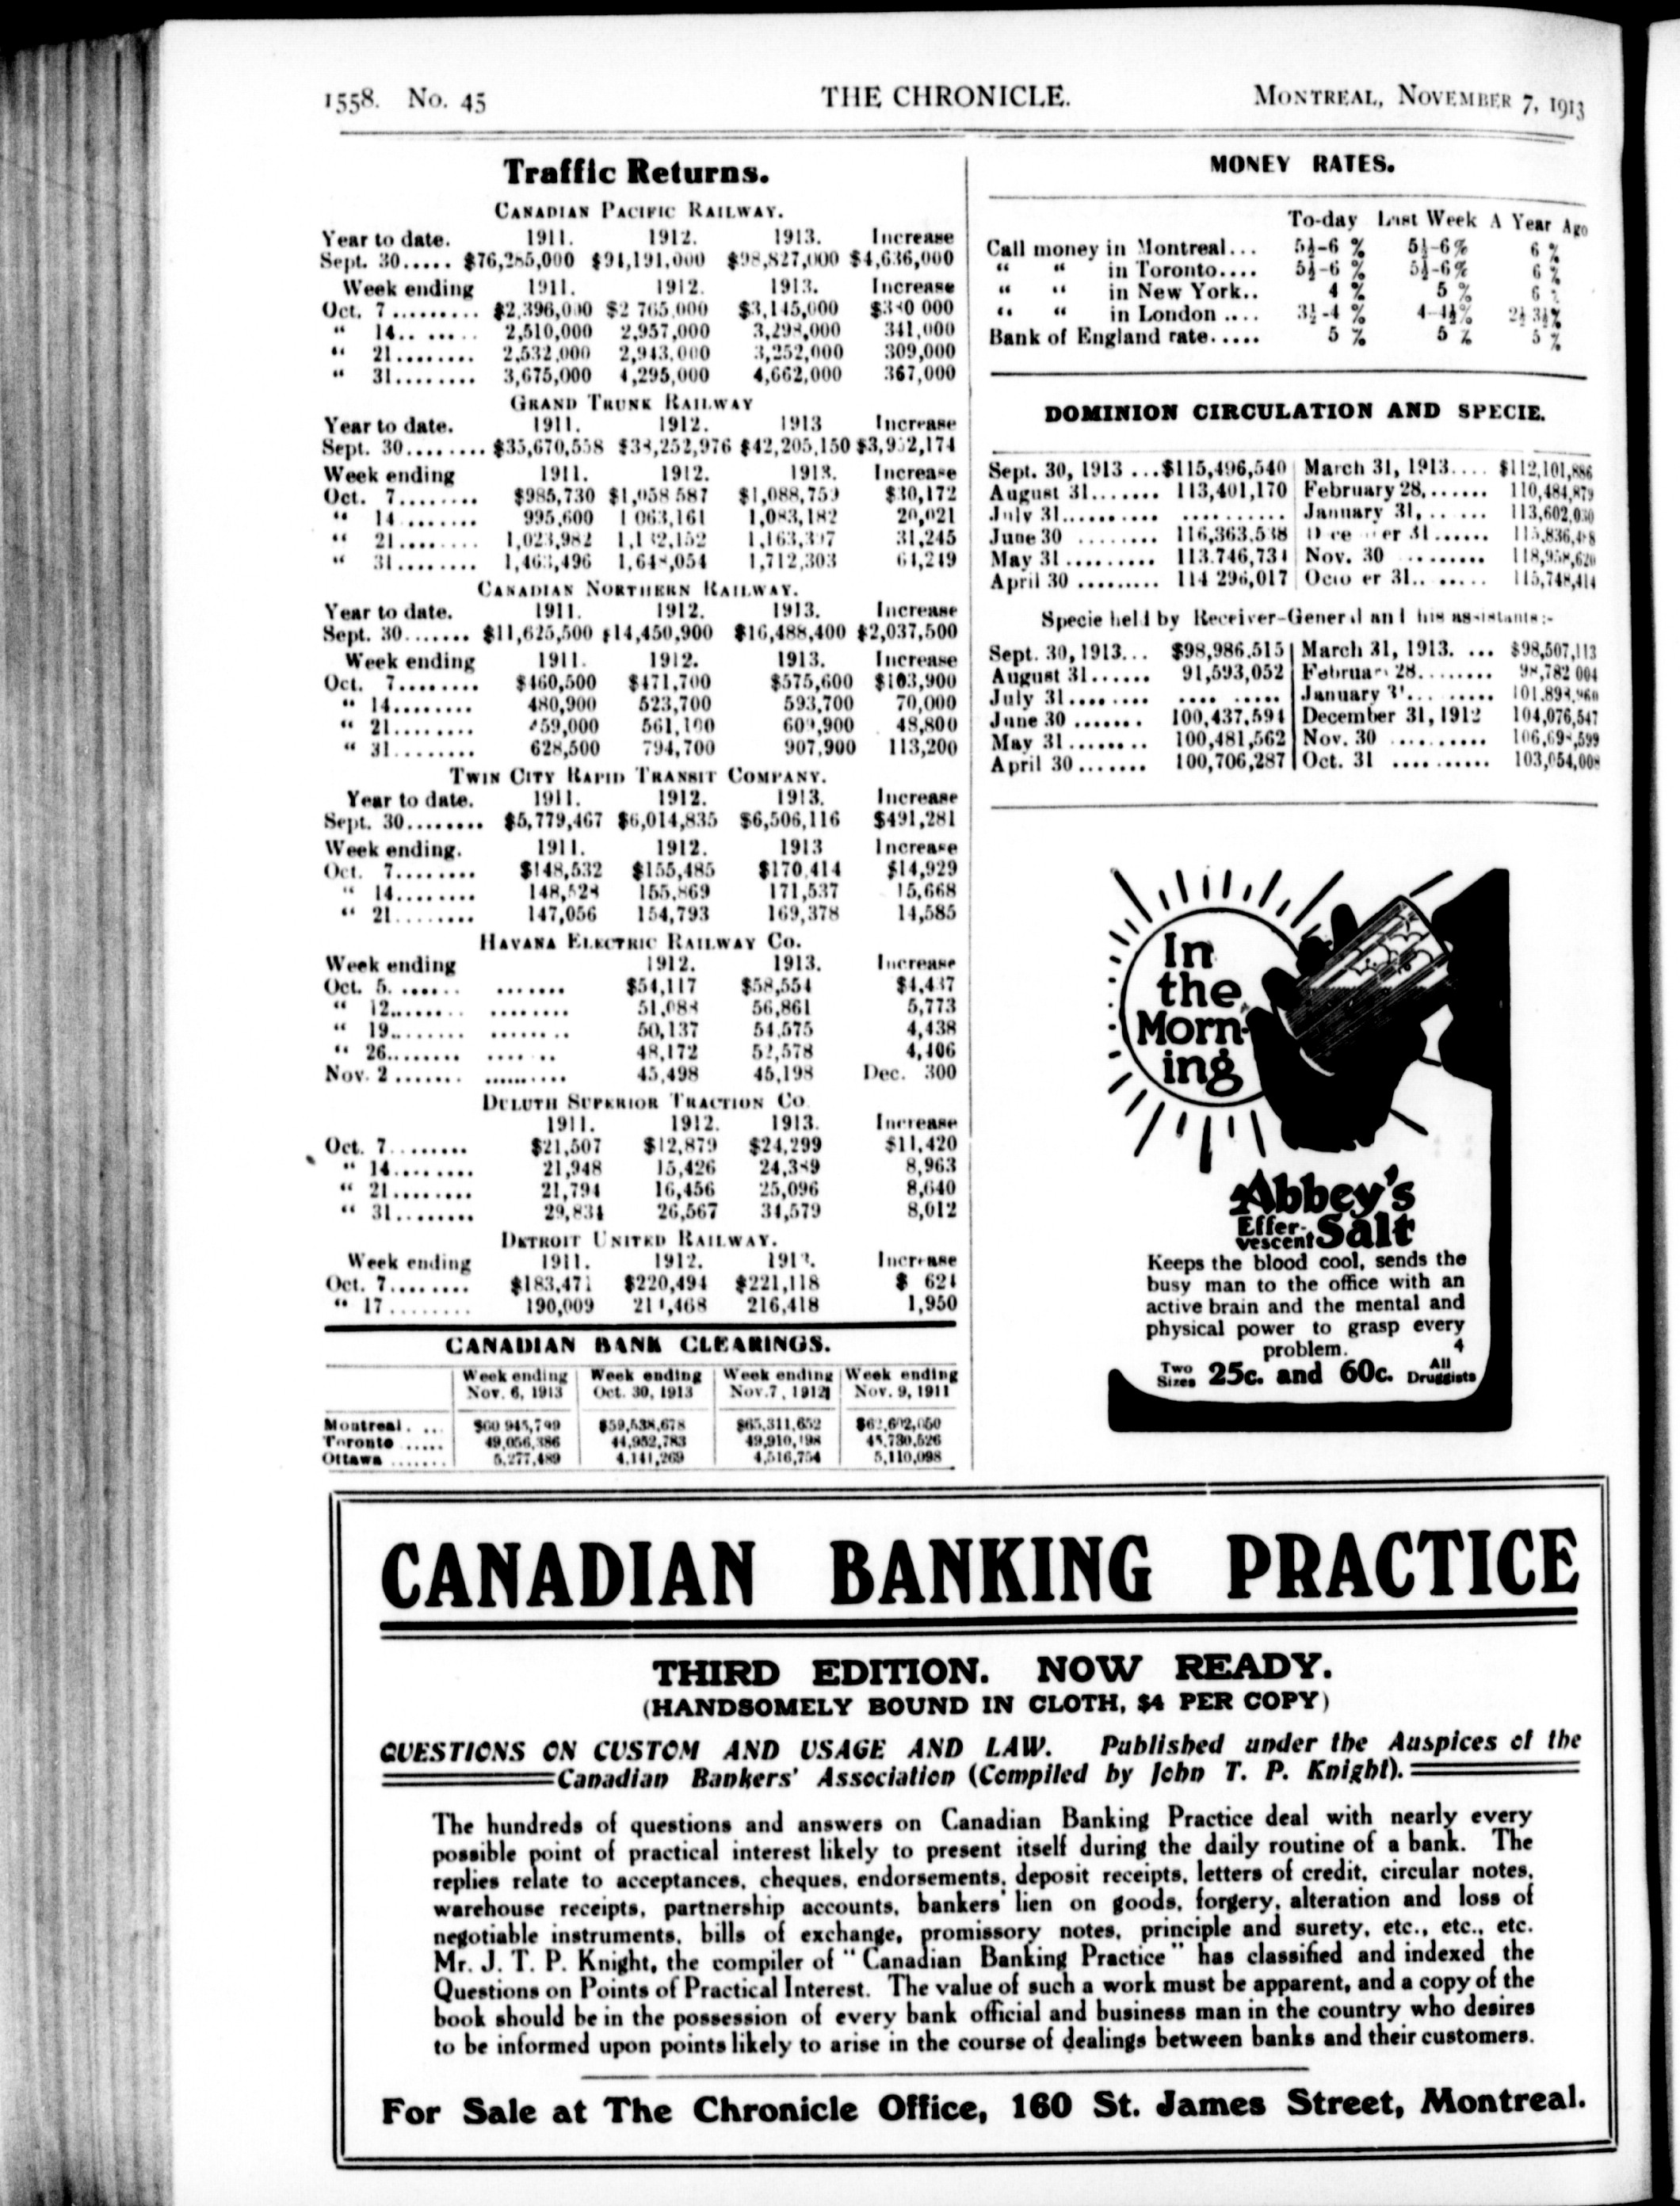 1558. No. 45 THE CHRONICLE. MONTREAL, NOVEMBER 7, 1913
Traffic Returns.
CANADIAN PACIFIC RAILWAY.
Year to date. 1911. 1912. 1913. Increase
Sept. 30..... $76,285,000 $94,191,000 $98,827,000 $4,636,000
Week ending 1911. 1912. 1913. Increase
Oct. 7......... $2,396,000 $2 765,000 $3,145,000 $380 000
" 14.. ..... 2,510,000 2,957,000 3,298,000 341,000
" 21........ 2,532,000 2,943,000 3,252,000 309,000
" 31........ 3,675,000 4,295,000 4,662,000 367,000
GRAND TRUNK RAILWAY
Year to date. 1911. 1912. 1913 Increase
Sept. 30........ $35,670,558 $38,252,976 $42,205,150 $3,952,174
Week ending 1911. 1912. 1913. Increase
Oct. 7........ $985,730 $1,058 587 $1,088,759 $30,172
" 14........ 995,600 1 063,161 1,083,182 20,021
" 21........ 1,023,982 1,132,152 1,163,397 31,245
" 31........ 1,463,496 1,648,054 1,712,303 64,249
CANADIAN NORTHERN RAILWAY.
Year to date. 1911. 1912. 1913. Increase
Sept. 30....... $11,625,500 $14,450,900 $16,488,400 $2,037,500
Week ending 1911. 1912. 1913. Increase
Oct. 7........ $460,500 $471,700 $575,600 $103,900
" 14........ 480,900 523,700 593,700 70,000
" 21........ 459,000 561,100 609,900 48,800
" 31........ 628,500 794,700 907,900 113,200
TWIN CITY RAPID TRANSIT COMPANY.
Year to date. 1911. 1912. 1913. Increase
Sept. 30........ $5,779,467 $6,014,835 $6,506,116 $491,281
Week ending. 1911. 1912. 1913 Increase
Oct. 7........ $148,532 $155,485 $170,414 $14,929
" 14........ 148,528 155,869 171,537 15,668
" 21........ 147,056 154,793 169,378 14,585
HAVANA ELECTRIC RAILWAY CO.
Week ending 1912. 1913. Increase
Oct. 5. ...... ....... $54,117 $58,554 $4,437
" 12........ ........ 51,088 56,861 5,773
" 19........ ........ 50,137 54,575 4,438
" 26........ .... .. 48,172 52,578 4,406
Nov. 2....... .......... 45,498 45,198 Dec. 300
DULUTH SUPERIOR TRACTION CO.
1911. 1912. 1913. Increase
Oct. 7........ $21,507 $12,879 $24,299 $11,420
" 14........ 21,948 15,426 24,389 8,963
" 21........ 21,794 16,456 25,096 8,640
" 31........ 29,834 26,567 34,579 8,012
DETROIT UNITED RAILWAY.
Week ending 1911. 1912. 1913. Increase
Oct. 7........ $183,471 $220,494 $221,118 $ 624
" 17........ 190,009 214,468 216,418 1,950
CANADIAN BANK CLEARINGS.
Week ending Week ending Week ending Week ending
Nov. 6, 1913 Oct. 30, 1913 Nov. 7, 1912 Nov. 9, 1911
Montreal. ... $60 945,799 $59,538,678 $65,311,652
Toronto ...... 49,056,386 44,952,783 49,910,198 45,730,526
Ottawa ....... 5,277,489 4,141,269 4,516,754 5,110,098
MONEY RATES.
To-day Last Week A Year Ago
Call money in Montreal... 5½-6 % 5½-6% 6 %
" " in Toronto.... 5½-6 % 5½-6% 6 %
" " in New York.. 4 % 5 % 6 %
" " in London .... 3½-4 % 4-4½% 2½ 3½%
Bank of England rate..... 5 % 5 % 5 %
DOMINION CIRCULATION AND SPECIE.
Sept. 30, 1913 ...$115,496,540 March 31, 1913.... $112,101,886
August 31....... 113,401,170 February 28,...... 110,484,879
July 31........... .......... January 31, .. ... 113,602,030
June 30 ........ 116,363,538 31......
May 31......... 113,746,734 Nov. 30 ......... 118,958,620
April 30 ......... 114 296,017 31.. ..... 115,748,414
Specie held by Receiver-General and his assistants:-
Sept. 30, 1913... $98,986,515 March 31, 1913. ... $98,507,113
August 31...... 91,593,052 February 28........ 98,782 004
July 31......... .... ..... January 31... ...... 101,898,960
June 30 ....... 100,437,594 December 31, 1912 104,076,547
May 31........ 100,481,562 Nov. 30 .......... 106,698,599
April 30....... 100,706,287 Oct. 31 .......... 103,054,008
In
the
Morn-
ing
Abbey's
Effer-
vescent Salt
Keeps the blood cool, sends the
busy man to the office with an
active brain and the mental and
physical power to grasp every
problem. 4
Two Sizes 25c. and 60c. All Druggists
CANADIAN BANKING PRACTICE
THIRD EDITION. NOW READY.
(HANDSOMELY BOUND IN CLOTH, $4 PER COPY)
QUESTIONS ON CUSTOM AND USAGE AND LAW. Published under the Auspices of the
Canadian Bankers' Association (Compiled by John T. P. Knight).
The hundreds of questions and answers on Canadian Banking Practice deal with nearly every
possible point of practical interest likely to present itself during the daily routine of a bank. The
replies relate to acceptances, cheques, endorsements, deposit receipts, letters of credit, circular notes,
warehouse receipts, partnership accounts, bankers' lien on goods, forgery, alteration and loss of
negotiable instruments, bills of exchange, promissory notes, principle and surety, etc., etc., etc.
Mr. J. T. P. Knight, the compiler of "Canadian Banking Practice" has classified and indexed the
Questions on Points of Practical Interest. The value of such a work must be apparent, and a copy of the
book should be in the possession of every bank official and business man in the country who desires
to be informed upon points likely to arise in the course of dealings between banks and their customers.
For Sale at The Chronicle Office, 160 St. James Street, Montreal.